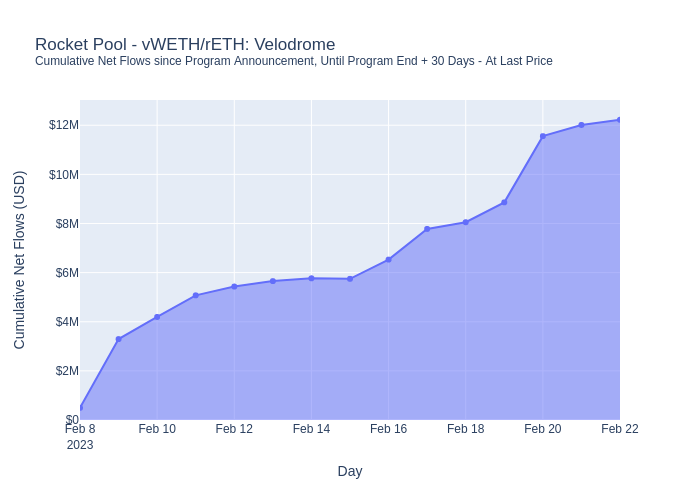 Rocket Pool - vWETH/rETH: Velodrome
Cumulative Net Flows since Program Announcement, Until Program End + 30 Days - At Last Price
Cumulative Net Flows (USD)
$12M
$10M
$8M
$6M
$4M
$2M
$0
Feb 8
2023
Feb 10
Feb 12
Feb 14
Feb 16
Feb 18
Feb 20
Feb 22
Day